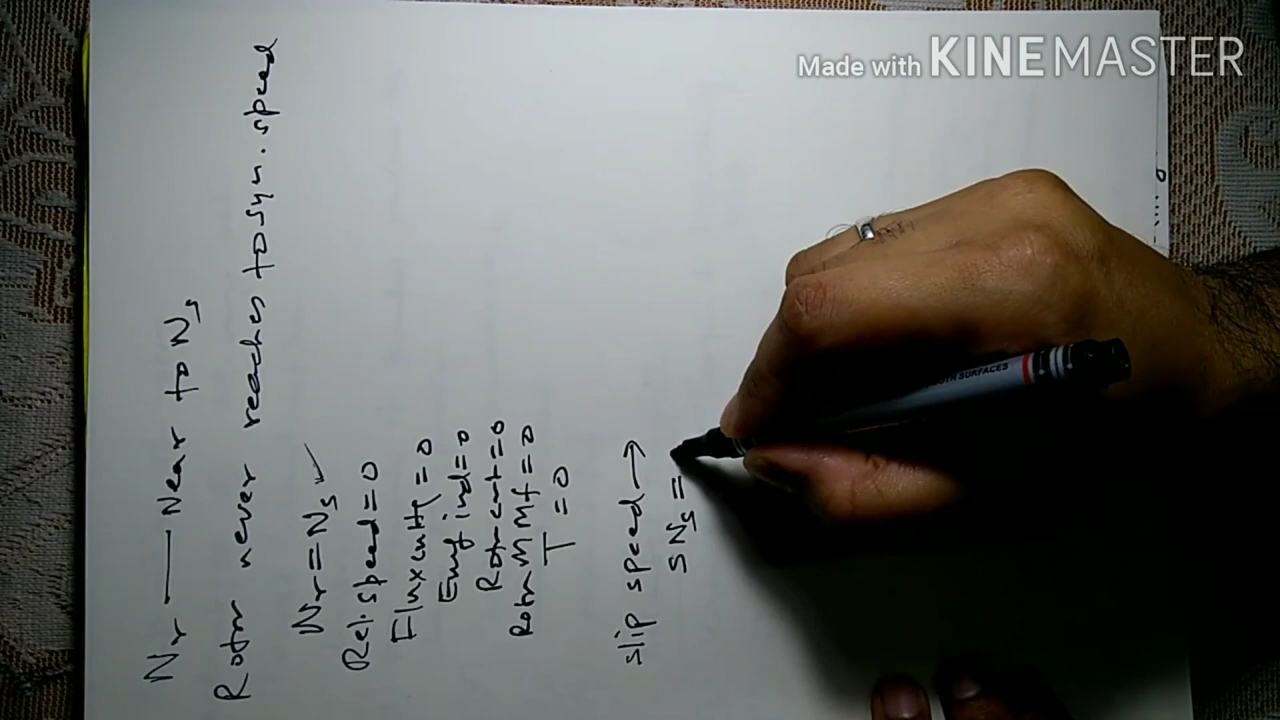 Made with KINEMASTER
Nr — Near to Ns
Rotor never reaches to syn. speed
Nr = Ns ✓
Rel. speed = 0
Flux cuttg = 0
Emf ind = 0
Rotor cnt = 0
Rotor MMf = 0
T = 0
slip speed →
SNs =